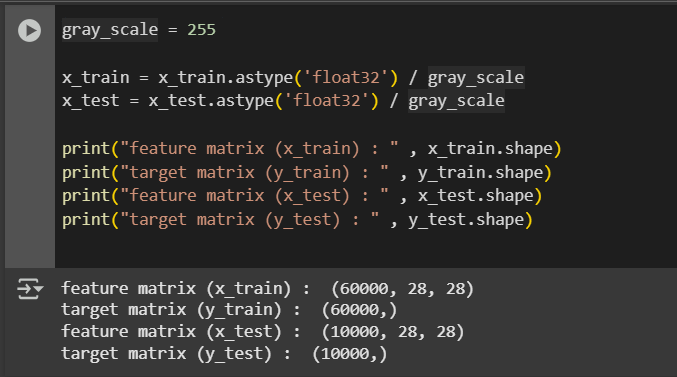 gray_scale = 255
x_train = x_train.astype('float32') / gray_scale
x_test = x_test.astype('float32') / gray_scale
print("feature matrix (x_train) : " , x_train.shape)
print("target matrix (y_train) : " , y_train.shape)
print("feature matrix (x_test) : " , x_test.shape)
print("target matrix (y_test) : " , y_test.shape)
feature matrix (x_train) :  (60000, 28, 28)
target matrix (y_train) :  (60000,)
feature matrix (x_test) :  (10000, 28, 28)
target matrix (y_test) :  (10000,)